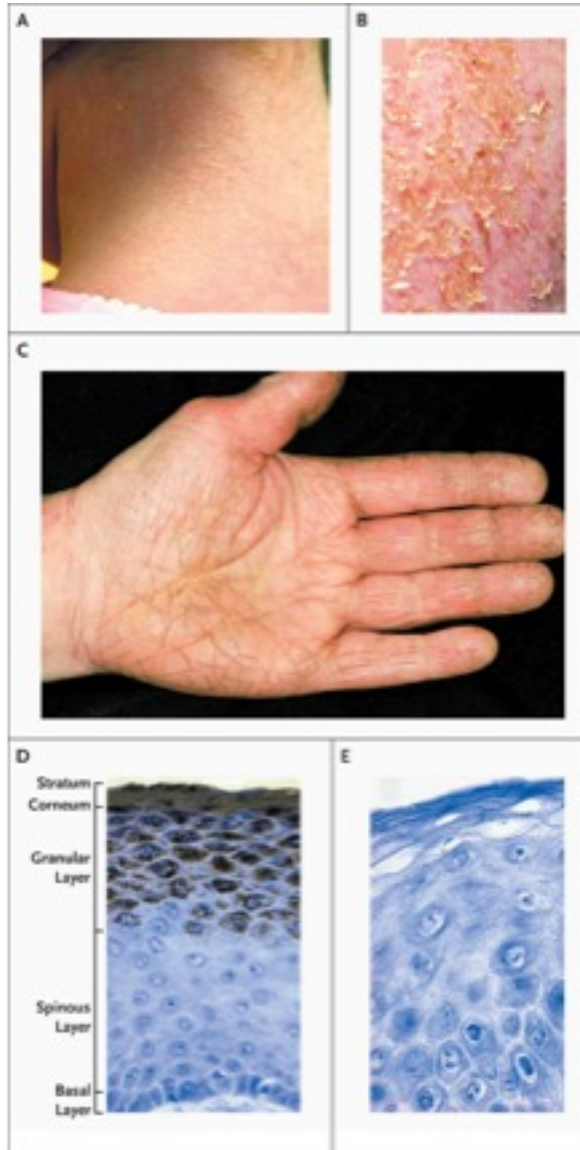 A
B
C
D
E
Stratum
Corneum
Granular
Layer
Spinous
Layer
Basal
Layer